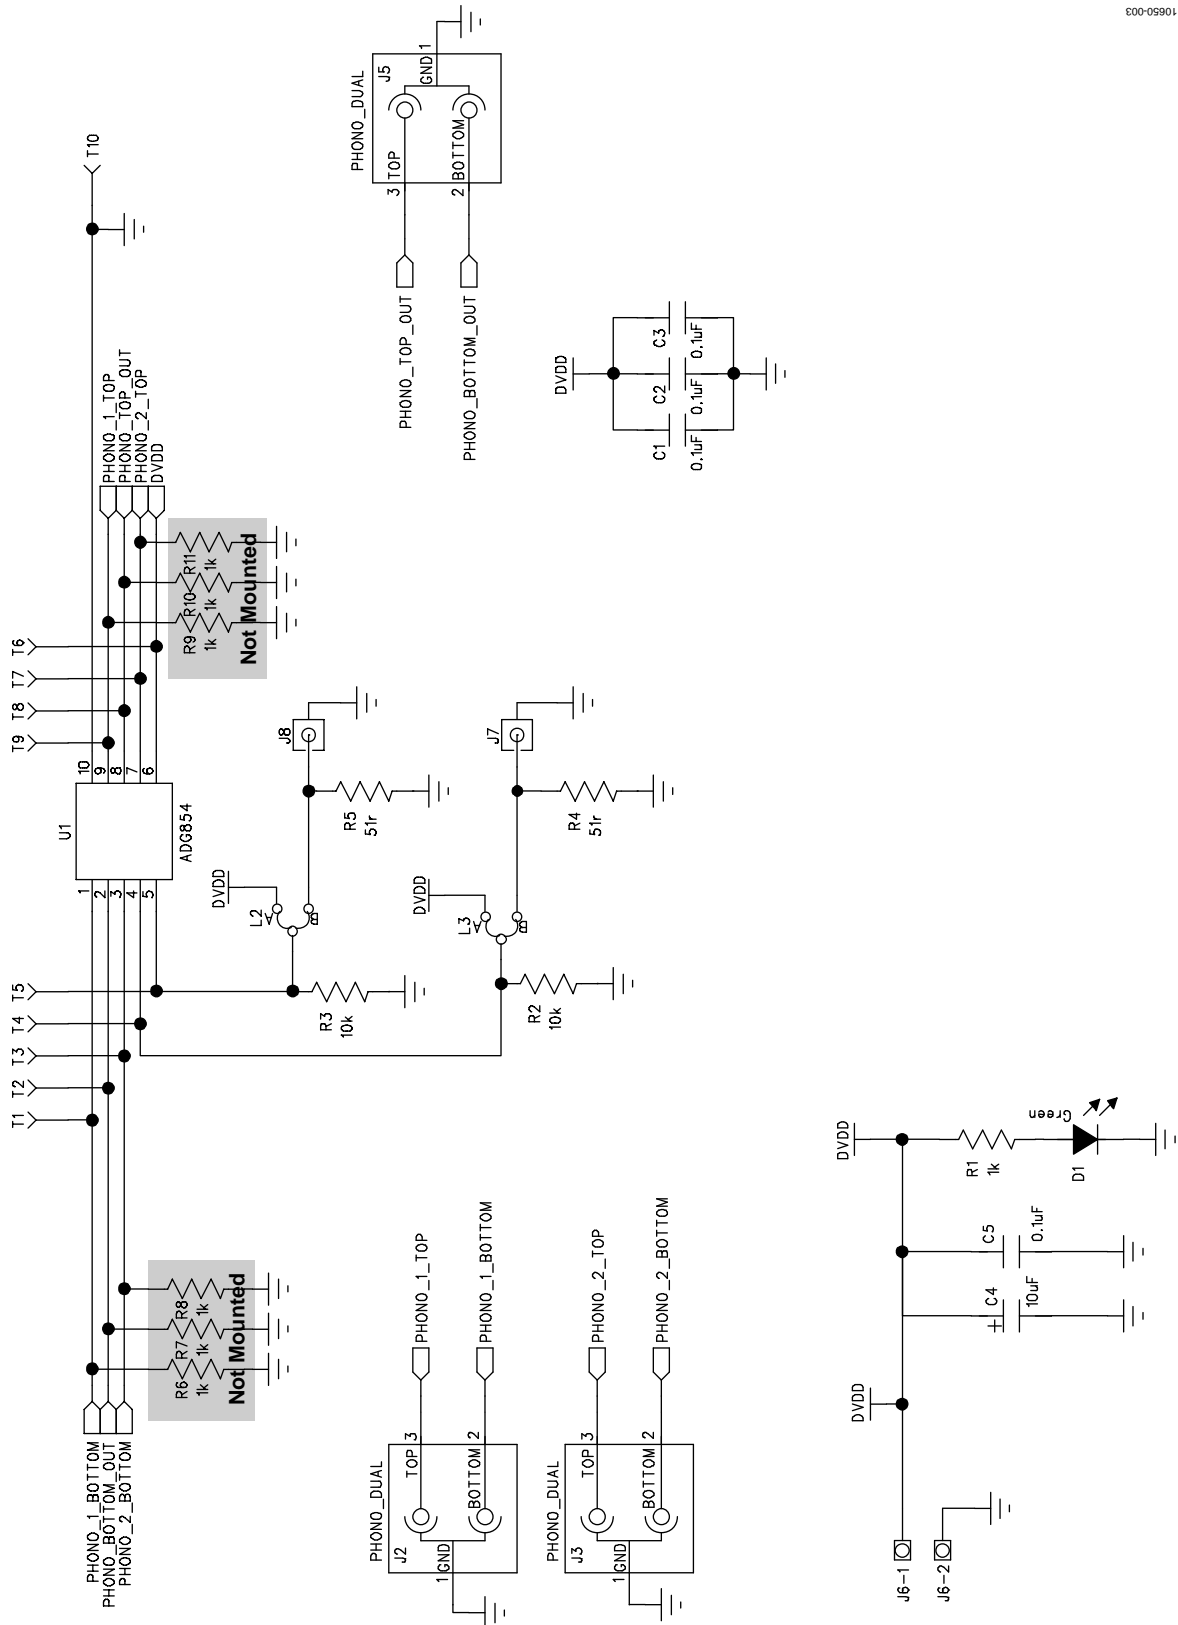 10650-003
PHONO_1_BOTTOM
PHONO_BOTTOM_OUT
PHONO_2_BOTTOM
R6
1k
R7
1k
R8
1k
Not Mounted
T1
T2
T3
T4
T5
1
2
3
4
5
U1
ADG854
10
9
8
7
6
T9
T8
T7
T6
R9
1k
R10
1k
R11
1k
Not Mounted
PHONO_1_TOP
PHONO_TOP_OUT
PHONO_2_TOP
DVDD
T10
R3
10k
L2
A
B
DVDD
R5
51r
J8
R2
10k
L3
A
B
DVDD
R4
51r
J7
PHONO_DUAL
J5
GND
1
3
TOP
2
BOTTOM
PHONO_TOP_OUT
PHONO_BOTTOM_OUT
DVDD
C1
0.1uF
C2
0.1uF
C3
0.1uF
PHONO_DUAL
J2
1
GND
TOP
3
BOTTOM
2
PHONO_1_TOP
PHONO_1_BOTTOM
PHONO_DUAL
J3
1
GND
TOP
3
BOTTOM
2
PHONO_2_TOP
PHONO_2_BOTTOM
J6-1
J6-2
DVDD
+
C4
10uF
C5
0.1uF
DVDD
R1
1k
D1
Green